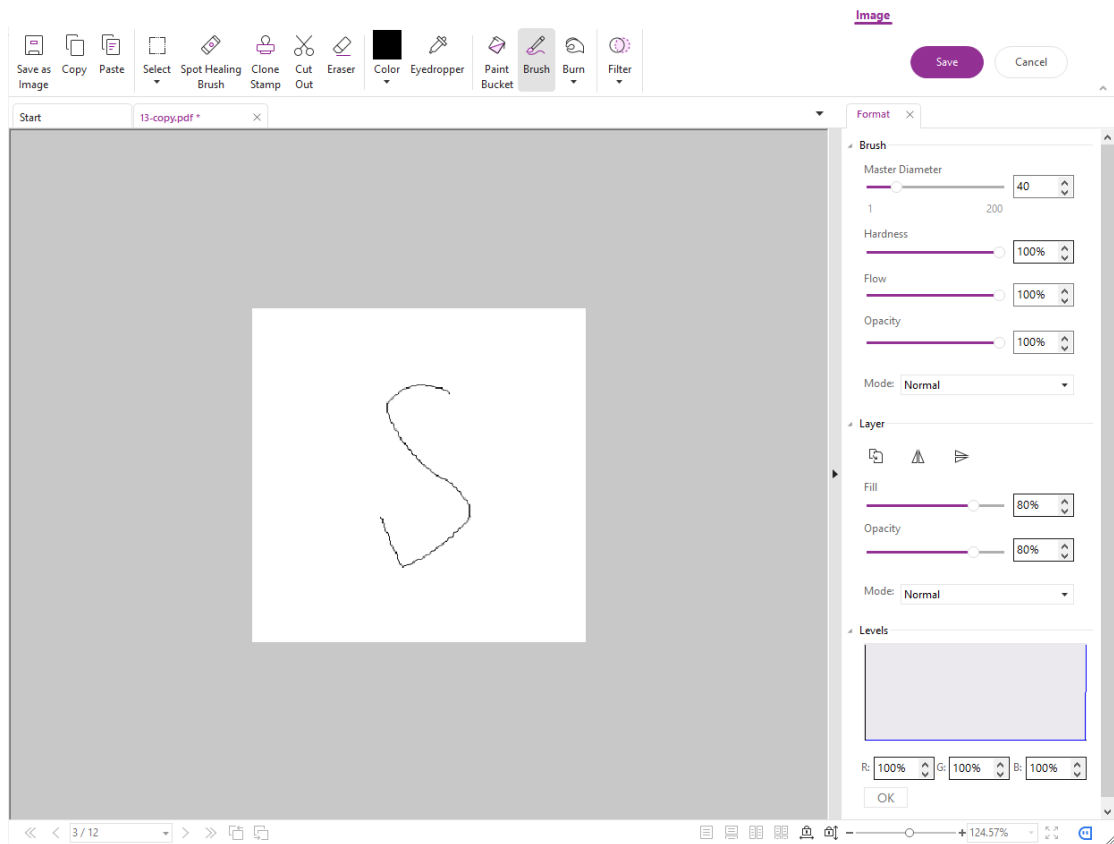 Image
Save as Image
Copy
Paste
Select
Spot Healing Brush
Clone Stamp
Cut Out
Eraser
Color
Eyedropper
Paint Bucket
Brush
Burn
Filter
Save
Cancel
Start
13-copy.pdf *
Format
Brush
Master Diameter
40
1 200
Hardness
100%
Flow
100%
Opacity
100%
Mode: Normal
S
Layer
Fill
80%
Opacity
80%
Mode: Normal
Levels
R: 100% G: 100% B: 100%
OK
3 / 12
124.57%